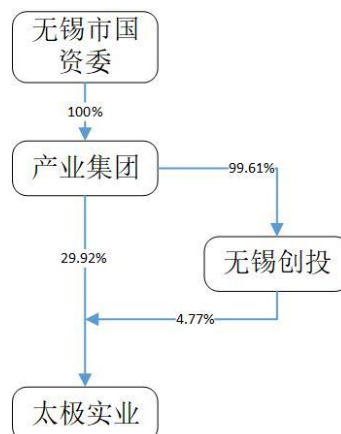 无锡市国
资委
100%
产业集团
99.61%
29.92%
无锡创投
4.77%
太极实业